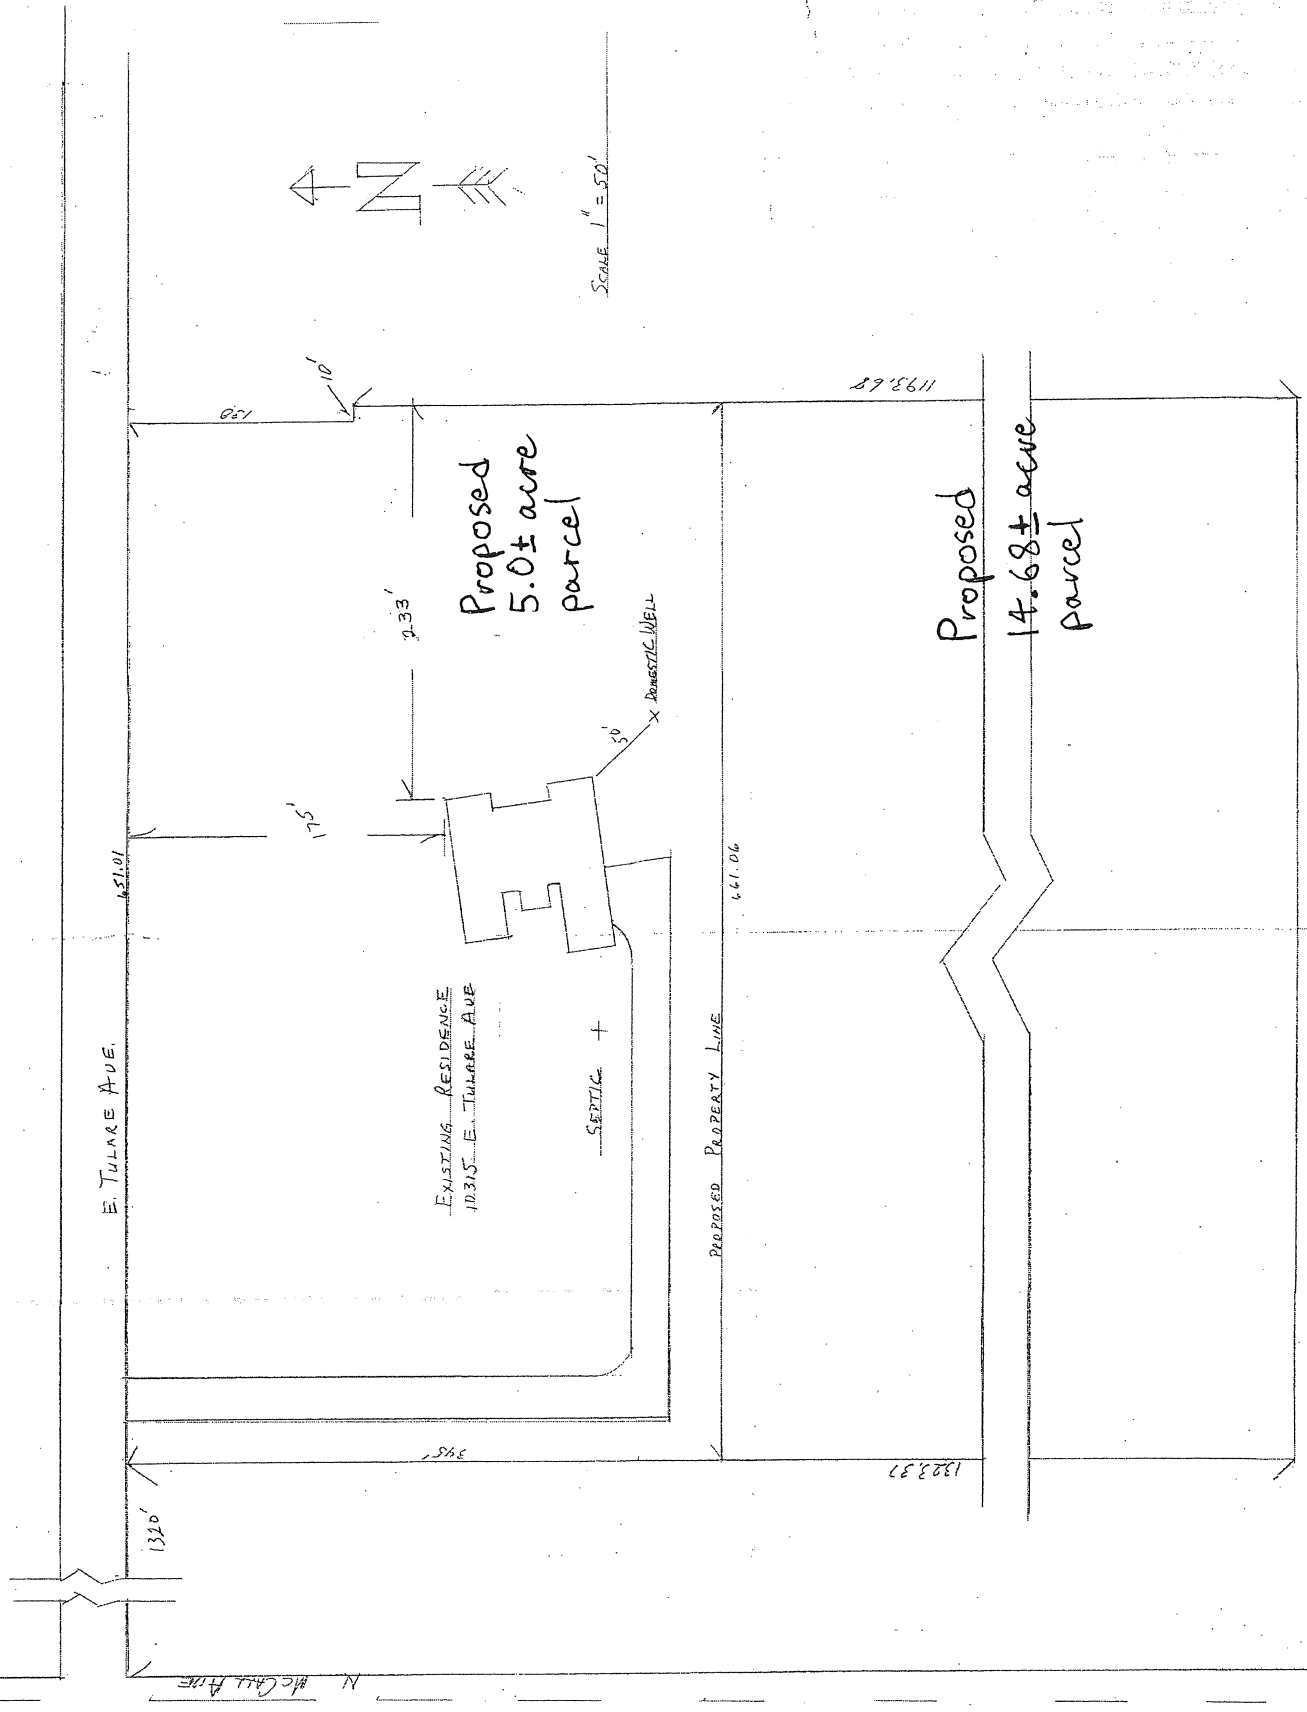 E. TULARE AVE.
651.01
N
SCALE 1" = 50'
130
10'
1193.68
175'
233'
Proposed
5.0± acre
parcel
50'
X DOMESTIC WELL
EXISTING RESIDENCE
10315 E. TULARE AVE
SEPTIC +
661.06
PROPOSED PROPERTY LINE
Proposed
14.68± acre
parcel
345'
1323.37
1320'
N McCALL AVE